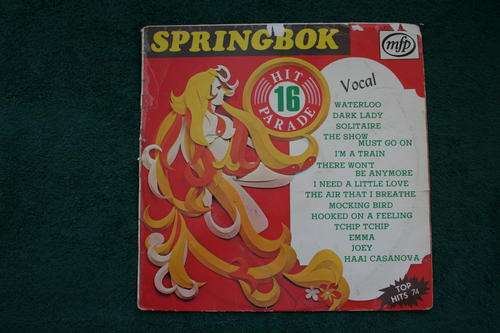 SPRINGBOK
mfp
HIT
16
PARADE
Vocal
WATERLOO
DARK LADY
SOLITAIRE
THE SHOW
MUST GO ON
I'M A TRAIN
THERE WON'T
BE ANYMORE
I NEED A LITTLE LOVE
THE AIR THAT I BREATHE
MOCKING BIRD
HOOKED ON A FEELING
TCHIP TCHIP
EMMA
JOEY
HAAI CASANOVA
TOP
HITS 74